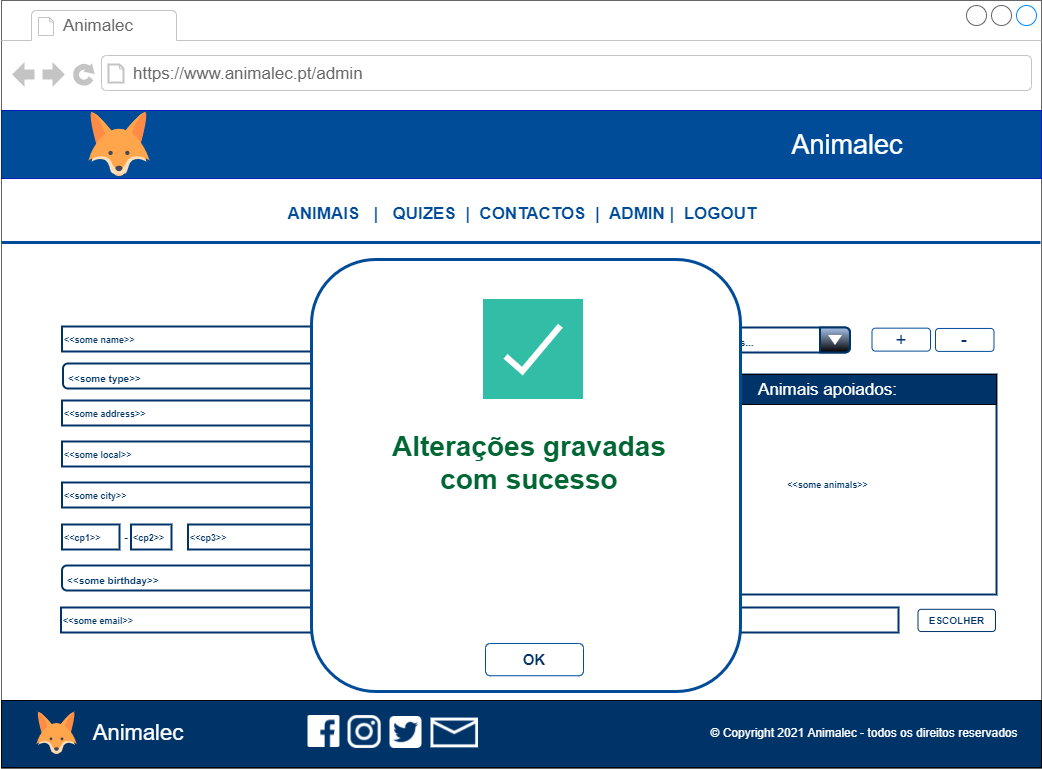 Animalec
https://www.animalec.pt/admin
Animalec
ANIMAIS | QUIZES | CONTACTOS | ADMIN | LOGOUT
<<some name>>
s...
+
-
<<some type>>
Animais apoiados:
<<some address>>
Alterações gravadas
com sucesso
<<some local>>
<<some animals>>
<<some city>>
<<cp1>> - <<cp2>> <<cp3>>
<<some birthday>>
<<some email>>
ESCOLHER
OK
Animalec
© Copyright 2021 Animalec - todos os direitos reservados